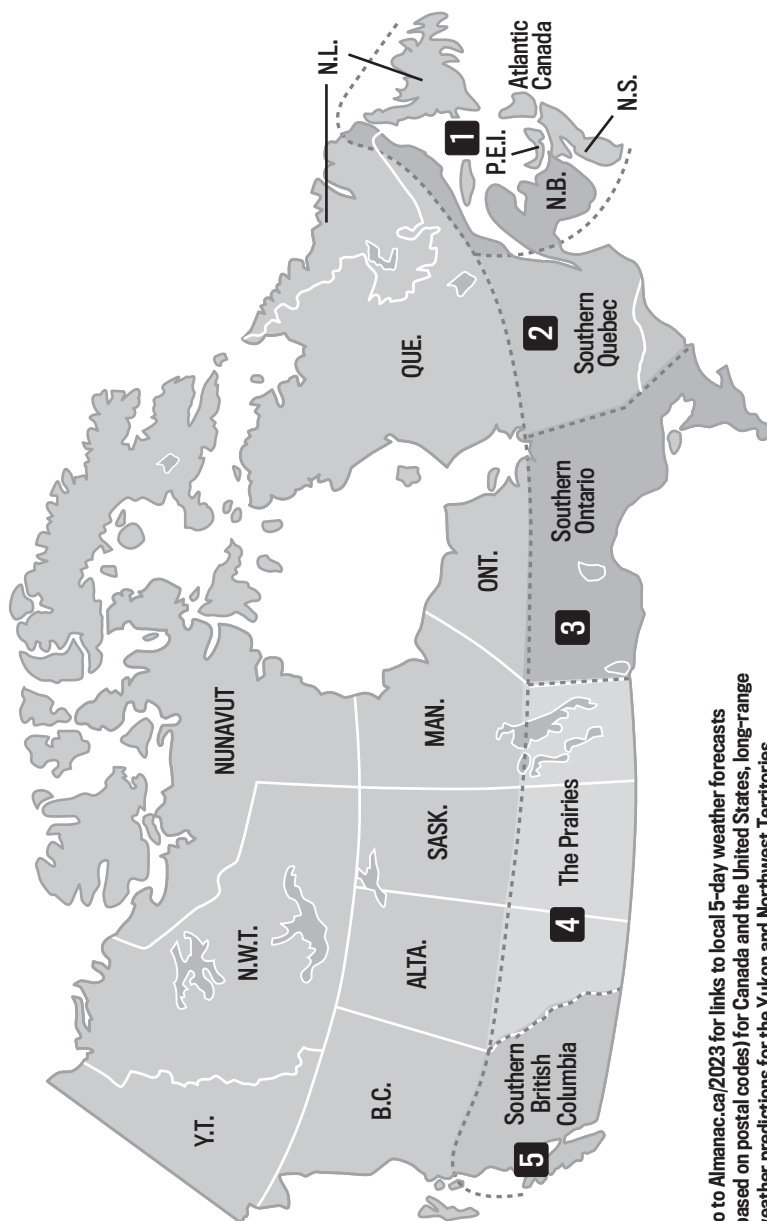 Y.T.
N.W.T.
NUNAVUT
B.C.
ALTA.
SASK.
MAN.
ONT.
QUE.
N.L.
5
Southern
British
Columbia
4
The Prairies
3
Southern
Ontario
2
Southern
Quebec
1
Atlantic
Canada
P.E.I.
N.B.
N.S.
o to Almanac.ca/2023 for links to local 5-day weather forecasts
based on postal codes) for Canada and the United States, long-range
weather predictions for the Yukon and Northwest Territories